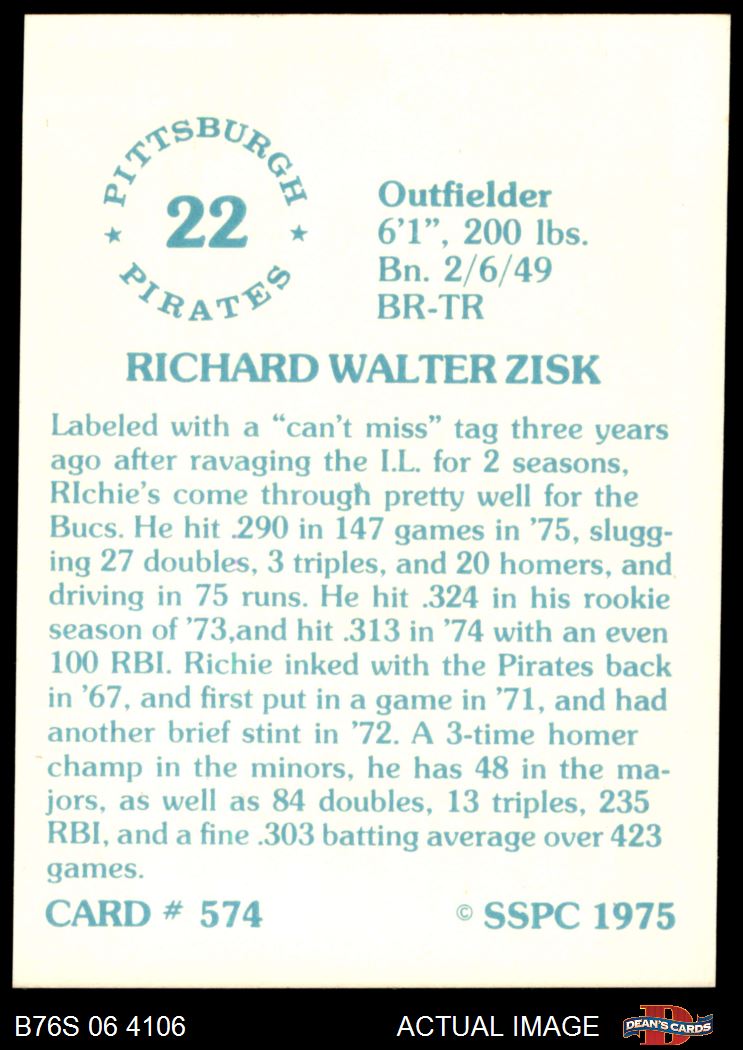 PITTSBURGH
22
PIRATES
Outfielder
6'1", 200 lbs.
Bn. 2/6/49
BR-TR
RICHARD WALTER ZISK
Labeled with a "can't miss" tag three years
ago after ravaging the I.L. for 2 seasons,
RIchie's come through pretty well for the
Bucs. He hit .290 in 147 games in '75, slugg-
ing 27 doubles, 3 triples, and 20 homers, and
driving in 75 runs. He hit .324 in his rookie
season of '73,and hit .313 in '74 with an even
100 RBI. Richie inked with the Pirates back
in '67, and first put in a game in '71, and had
another brief stint in '72. A 3-time homer
champ in the minors, he has 48 in the ma-
jors, as well as 84 doubles, 13 triples, 235
RBI, and a fine .303 batting average over 423
games.
CARD # 574
© SSPC 1975
B76S 06 4106
ACTUAL IMAGE
D
DEAN'S CARDS